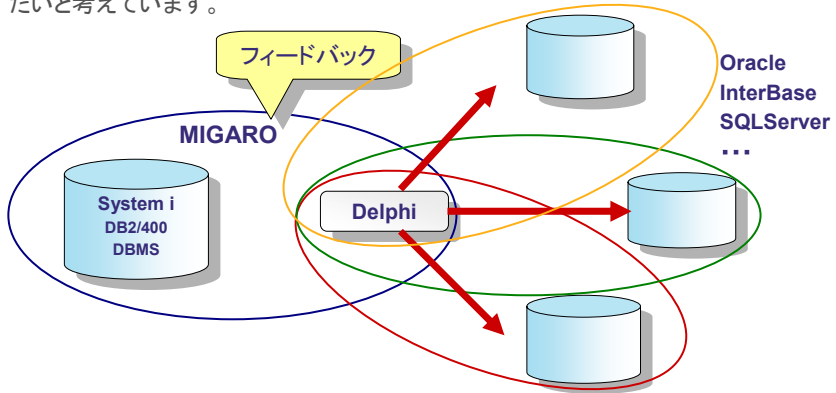 たいと考えています。
フィードバック
Oracle
InterBase
SQLServer
…
MIGARO
System i
DB2/400
DBMS
Delphi